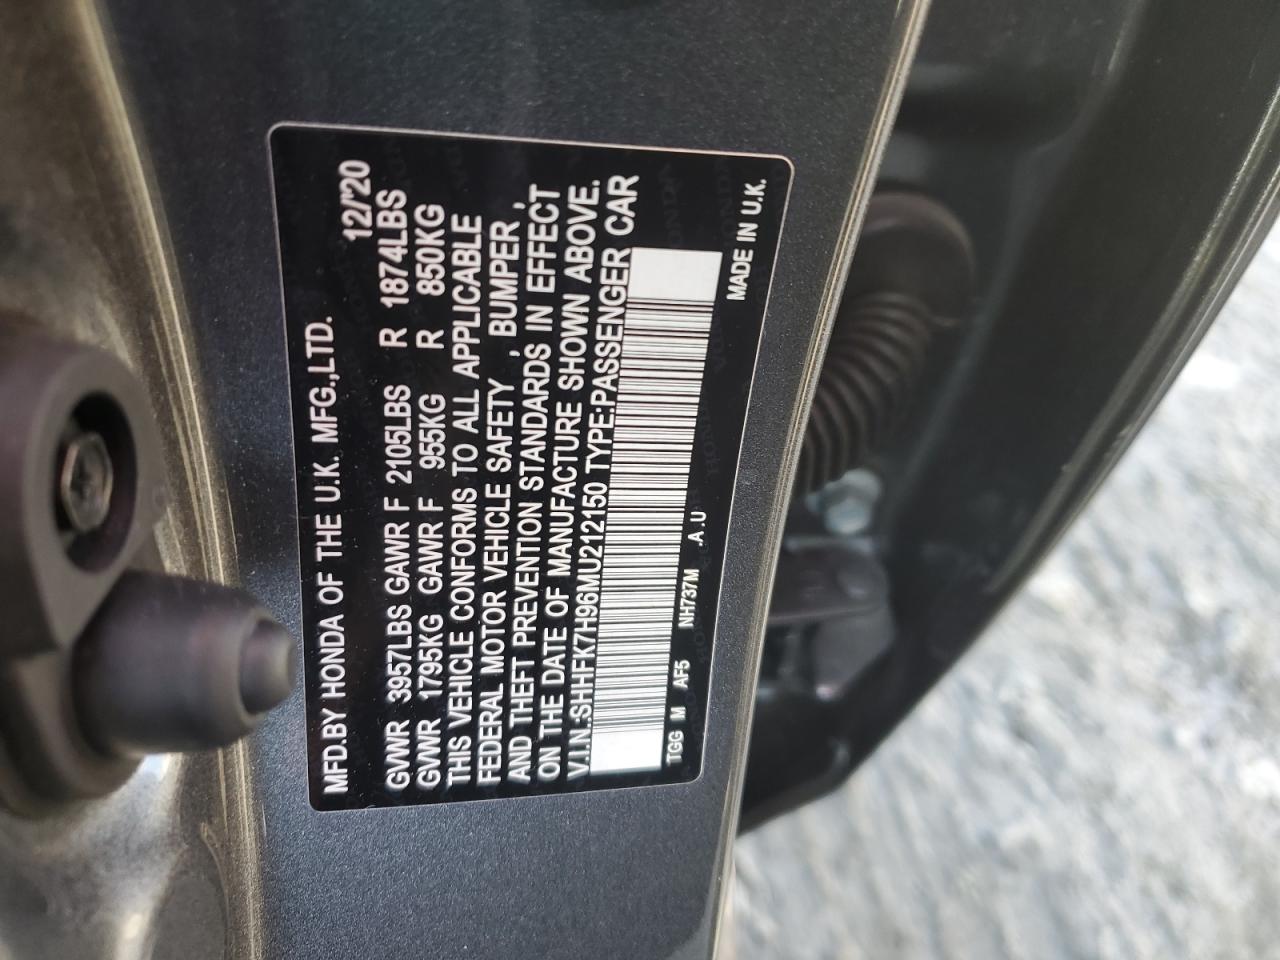 MFD.BY HONDA OF THE U.K. MFG.,LTD. 12/'20
GVWR 3957LBS GAWR F 2105LBS R 1874LBS
GVWR 1795KG GAWR F 955KG R 850KG
THIS VEHICLE CONFORMS TO ALL APPLICABLE
FEDERAL MOTOR VEHICLE SAFETY , BUMPER ,
AND THEFT PREVENTION STANDARDS IN EFFECT
ON THE DATE OF MANUFACTURE SHOWN ABOVE.
V.I.N.:SHHFK7H96MU212150 TYPE:PASSENGER CAR
TGG M AF5 NH737M .A .U MADE IN U.K.